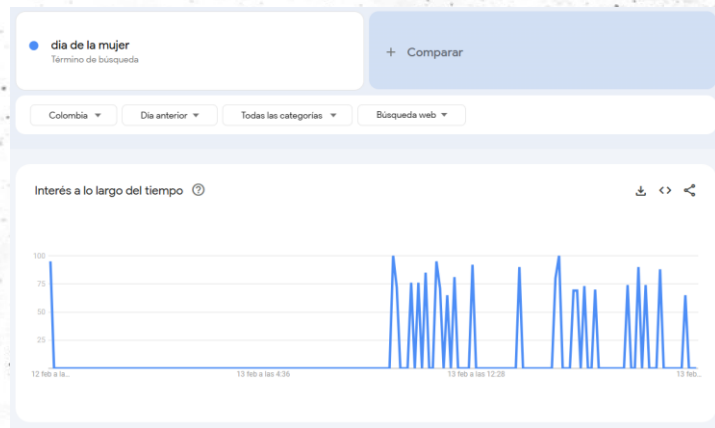 dia de la mujer
Término de búsqueda
+ Comparar
Colombia
Día anterior
Todas las categorías
Búsqueda web
Interés a lo largo del tiempo
100
75
50
25
12 feb a la…
13 feb a las 4:36
13 feb a las 12:28
13 feb…